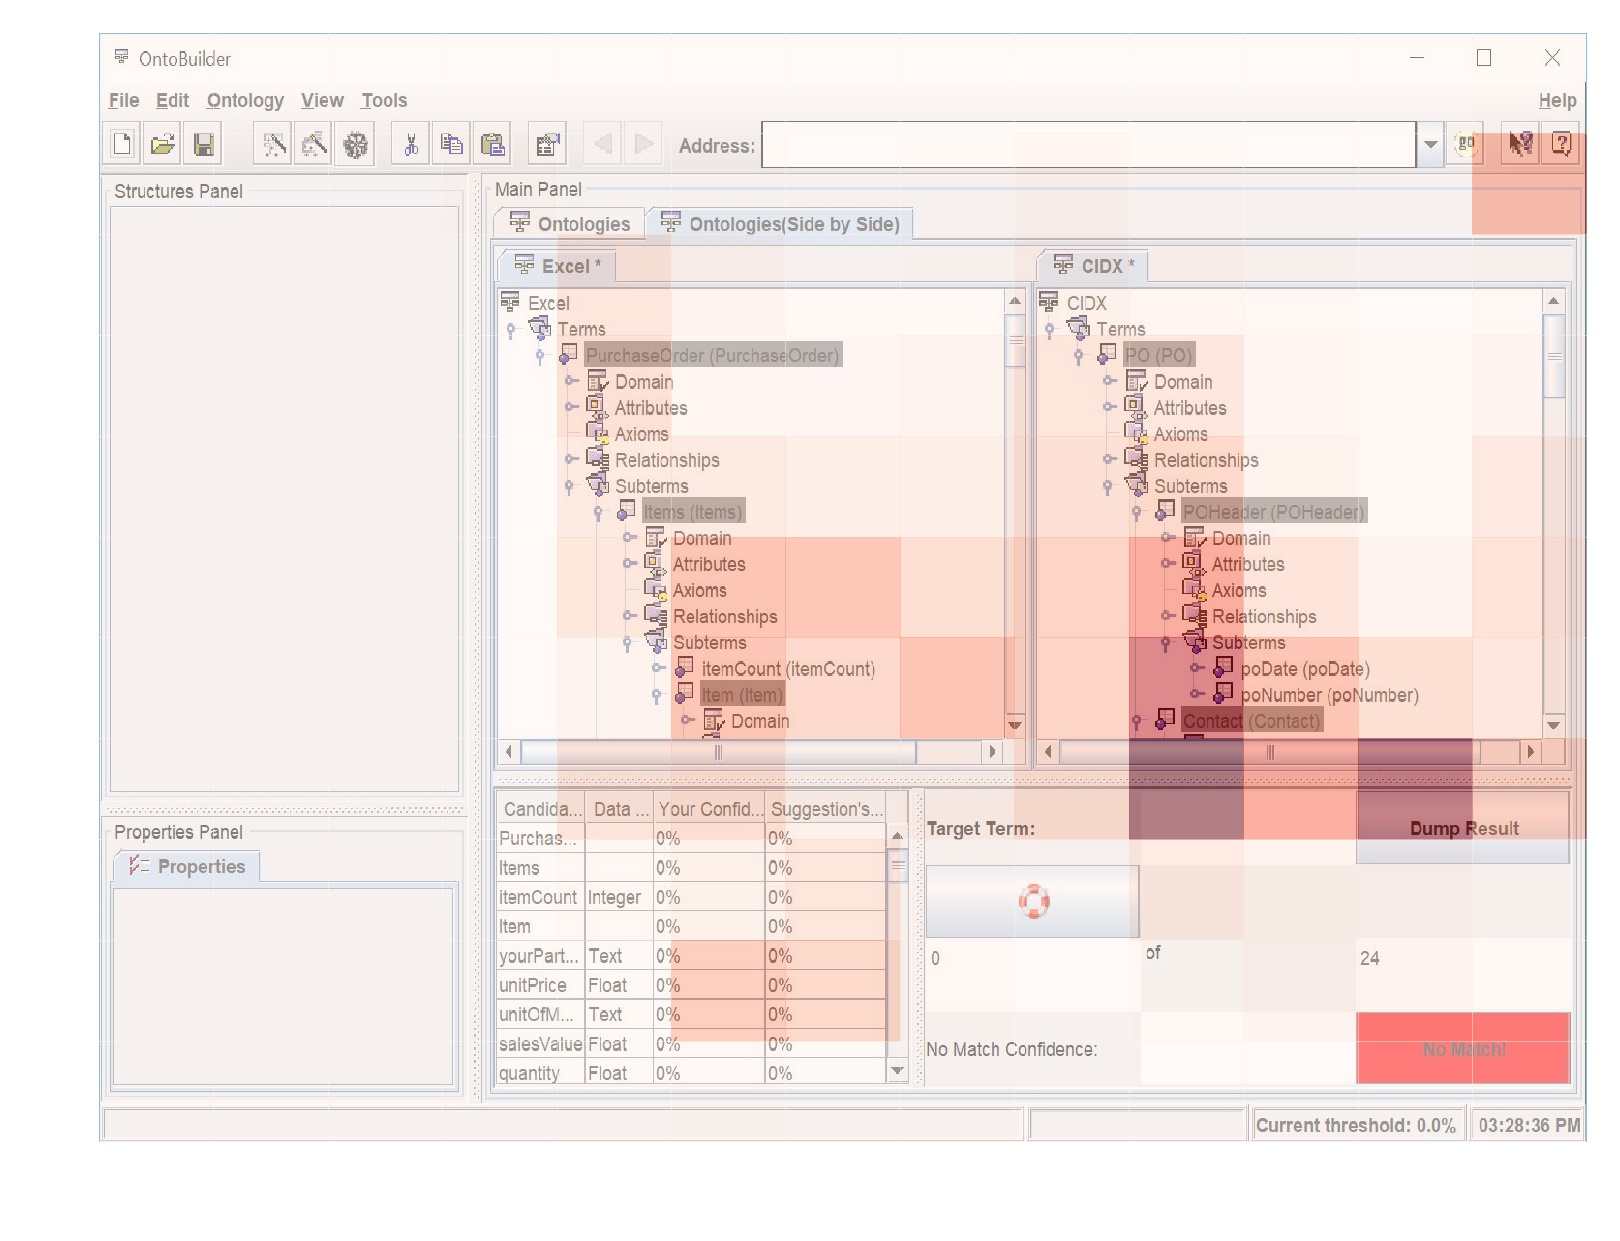 OntoBuilder
File Edit Ontology View Tools Help
Address: go
Structures Panel
Main Panel
Ontologies Ontologies(Side by Side)
Excel *
Excel
Terms
PurchaseOrder (PurchaseOrder)
Domain
Attributes
Axioms
Relationships
Subterms
Items (Items)
Domain
Attributes
Axioms
Relationships
Subterms
itemCount (itemCount)
Item (Item)
Domain
CIDX *
CIDX
Terms
PO (PO)
Domain
Attributes
Axioms
Relationships
Subterms
POHeader (POHeader)
Domain
Attributes
Axioms
Relationships
Subterms
poDate (poDate)
poNumber (poNumber)
Contact (Contact)
Properties Panel
Properties
Candida... Data ... Your Confid... Suggestion's...
Purchas... 0% 0%
Items 0% 0%
itemCount Integer 0% 0%
Item 0% 0%
yourPart... Text 0% 0%
unitPrice Float 0% 0%
unitOfM... Text 0% 0%
salesValue Float 0% 0%
quantity Float 0% 0%
Target Term: Dump Result
0 of 24
No Match Confidence: No Match!
Current threshold: 0.0% 03:28:36 PM